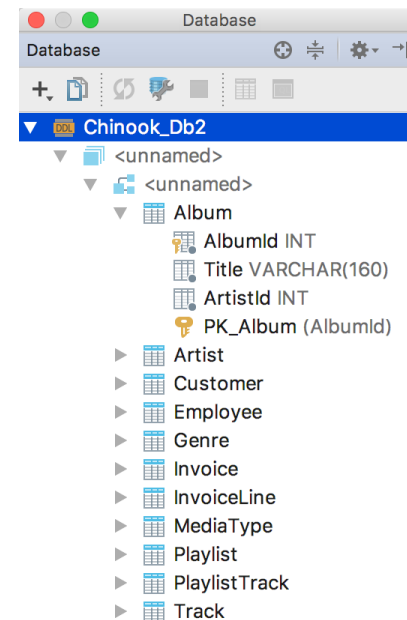 Database
Database
DDL Chinook_Db2
<unnamed>
<unnamed>
Album
AlbumId INT
Title VARCHAR(160)
ArtistId INT
PK_Album (AlbumId)
Artist
Customer
Employee
Genre
Invoice
InvoiceLine
MediaType
Playlist
PlaylistTrack
Track